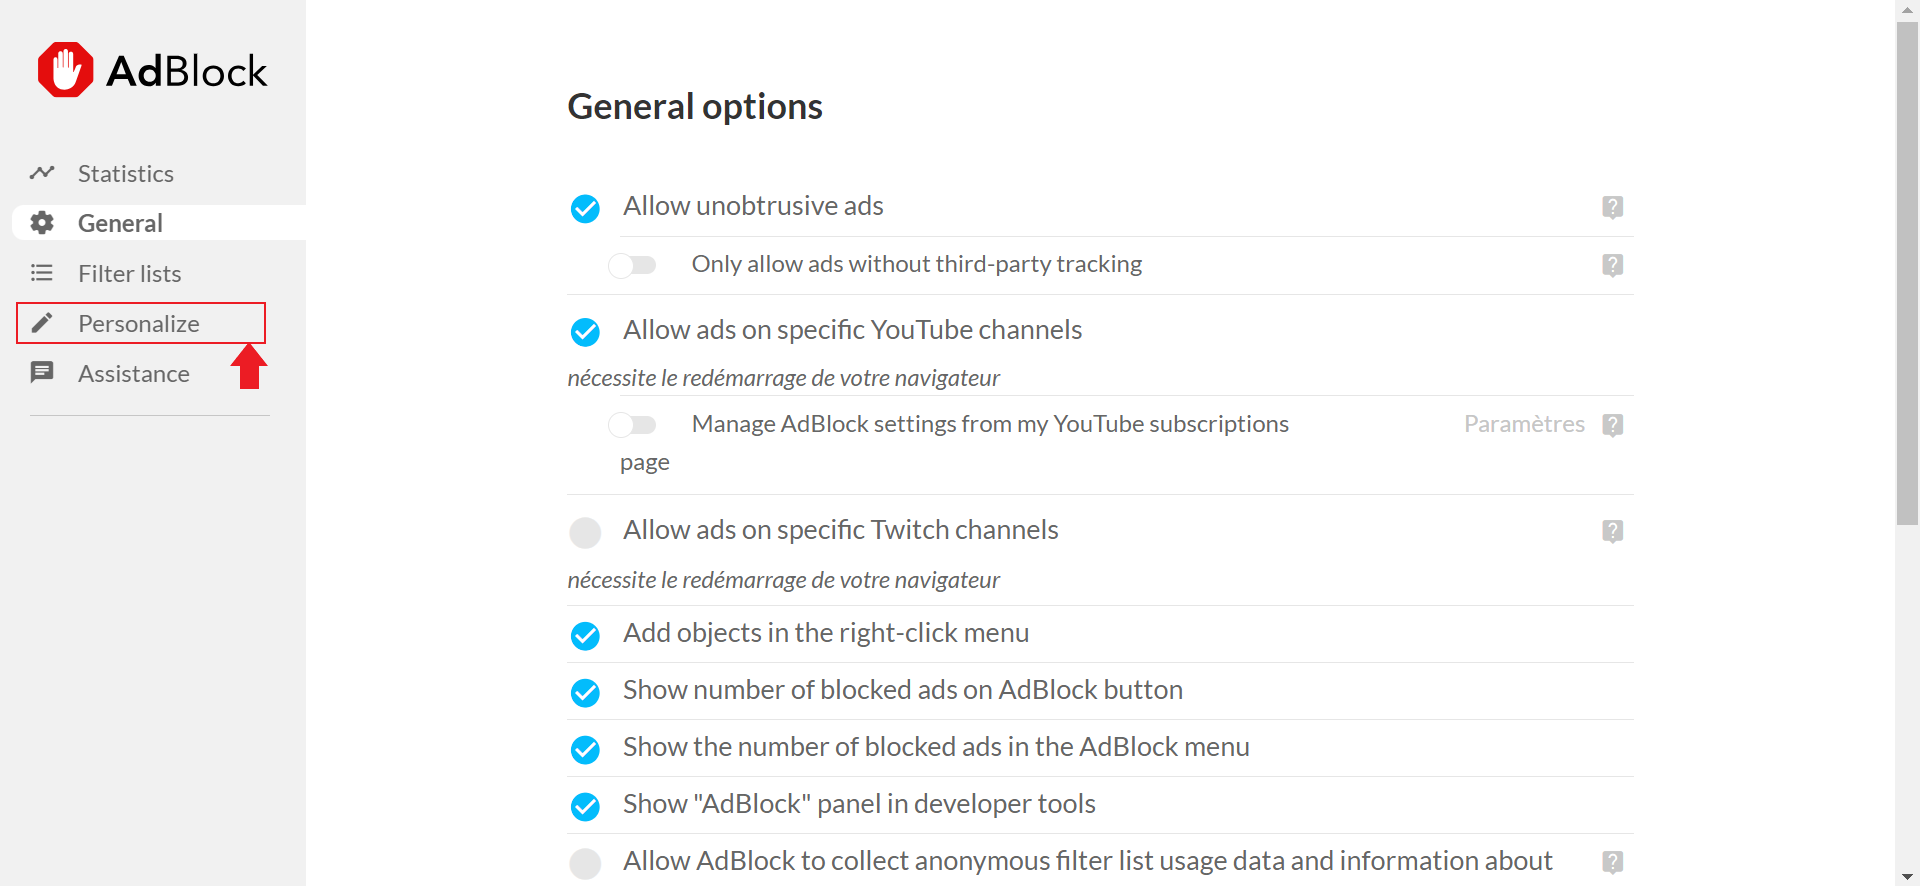 AdBlock
Statistics
General
Filter lists
Personalize
Assistance
General options
Allow unobtrusive ads
?
Only allow ads without third-party tracking
?
Allow ads on specific YouTube channels
nécessite le redémarrage de votre navigateur
Manage AdBlock settings from my YouTube subscriptions Paramètres ?
page
Allow ads on specific Twitch channels
?
nécessite le redémarrage de votre navigateur
Add objects in the right-click menu
Show number of blocked ads on AdBlock button
Show the number of blocked ads in the AdBlock menu
Show "AdBlock" panel in developer tools
Allow AdBlock to collect anonymous filter list usage data and information about
?